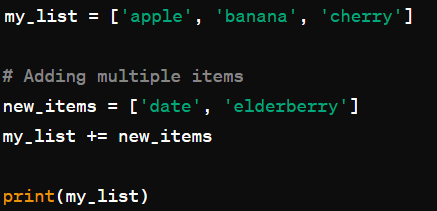 my_list = ['apple', 'banana', 'cherry']
# Adding multiple items
new_items = ['date', 'elderberry']
my_list += new_items
print(my_list)